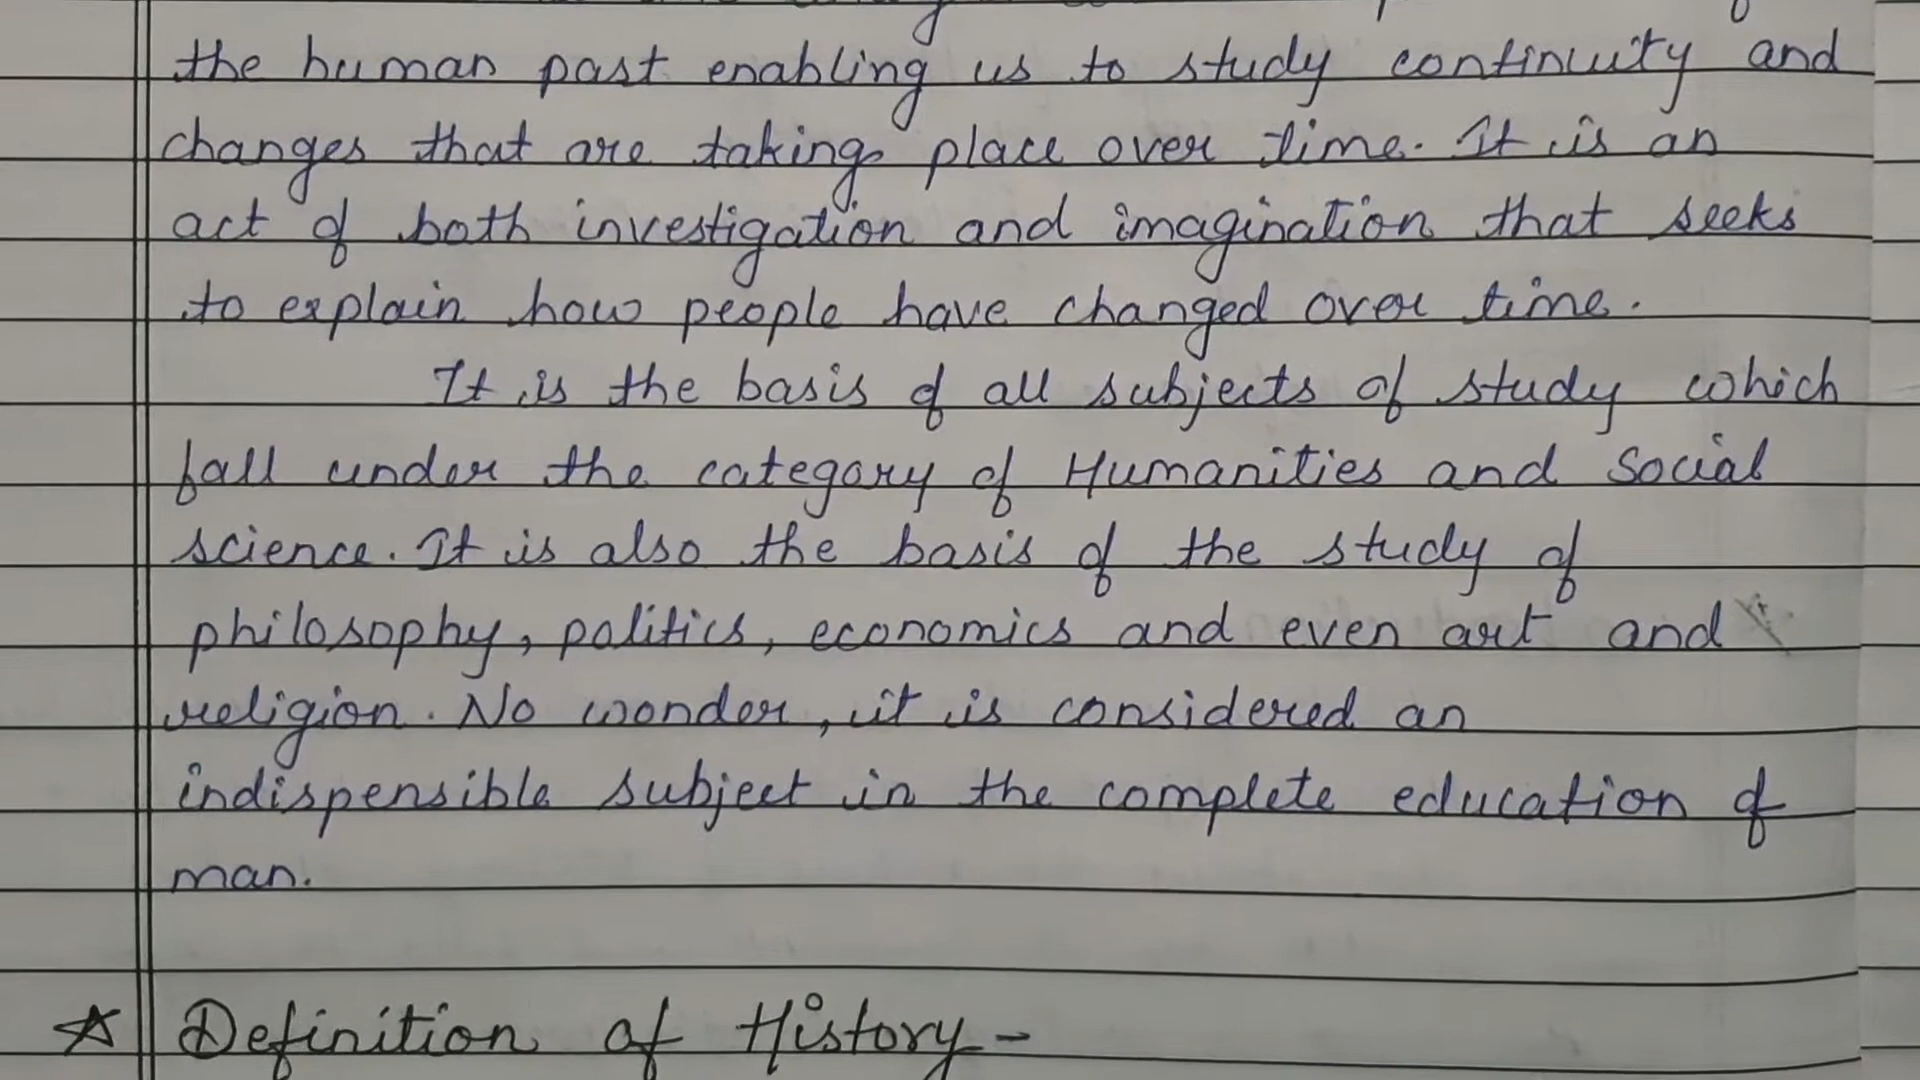 the human past enabling us to study continuity and
changes that are taking place over time. It is an
act of both investigation and imagination that seeks
to explain how people have changed over time.
It is the basis of all subjects of study which
fall under the category of Humanities and Social
science. It is also the basis of the study of
philosophy, politics, economics and even art and
religion. No wonder, it is considered an
indispensible subject in the complete education of
man.
☆ Definition of History -